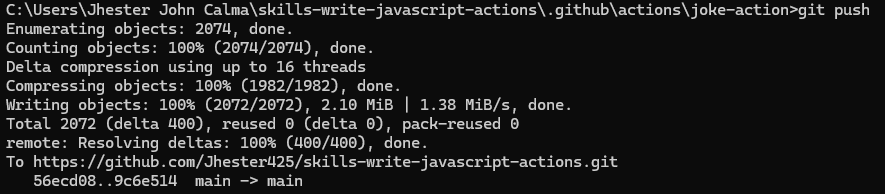 C:\Users\Jhester John Calma\skills-write-javascript-actions\.github\actions\joke-action>git push
Enumerating objects: 2074, done.
Counting objects: 100% (2074/2074), done.
Delta compression using up to 16 threads
Compressing objects: 100% (1982/1982), done.
Writing objects: 100% (2072/2072), 2.10 MiB | 1.38 MiB/s, done.
Total 2072 (delta 400), reused 0 (delta 0), pack-reused 0
remote: Resolving deltas: 100% (400/400), done.
To https://github.com/Jhester425/skills-write-javascript-actions.git
   56ecd08..9c6e514  main -> main